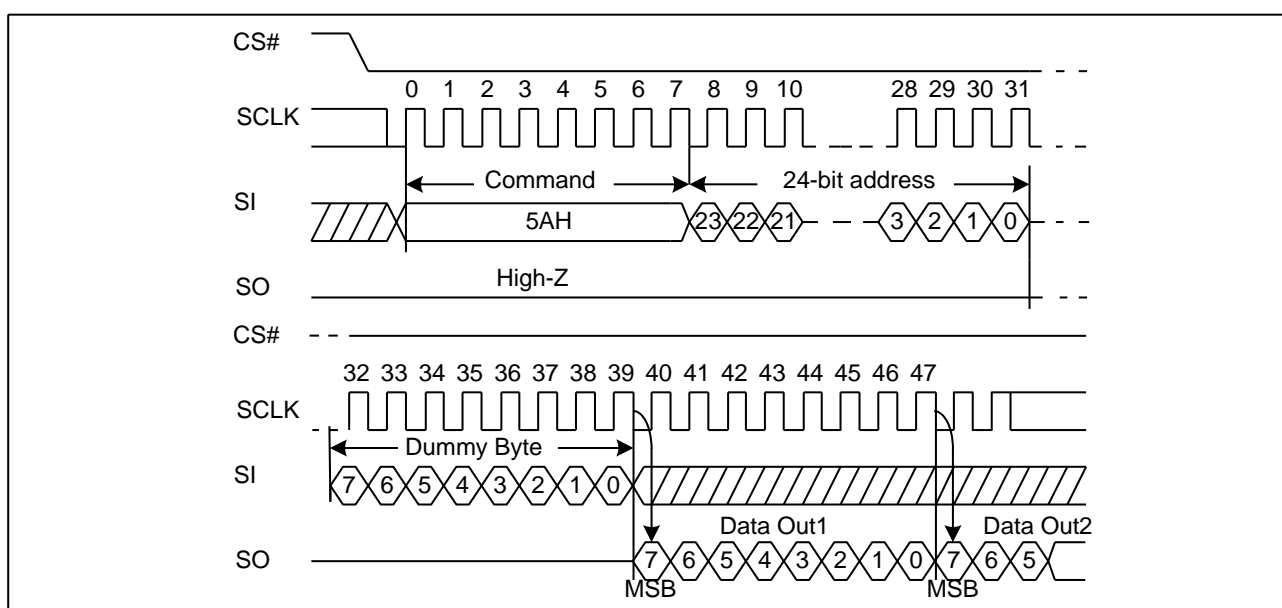 CS#
0 1 2 3 4 5 6 7 8 9 10 28 29 30 31
SCLK
Command 24-bit address
SI
5AH 23 22 21 3 2 1 0
High-Z
SO
CS#
32 33 34 35 36 37 38 39 40 41 42 43 44 45 46 47
SCLK
Dummy Byte
SI
7 6 5 4 3 2 1 0
Data Out1 Data Out2
SO
7 6 5 4 3 2 1 0 7 6 5
MSB MSB